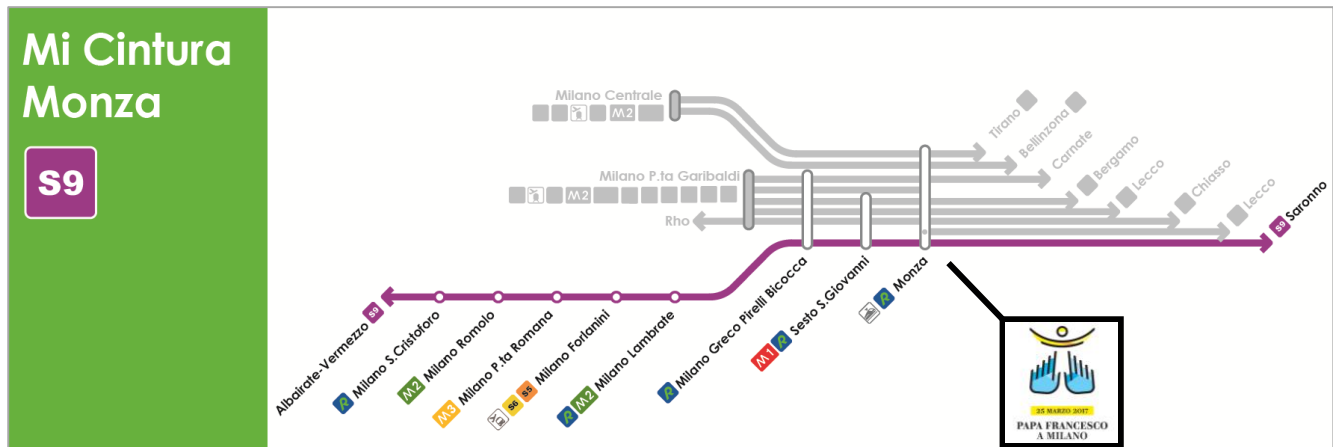 Mi Cintura
Monza
S9
Milano Centrale
M2
Milano P.ta Garibaldi
M2
Rho
Tirano
Bellinzona
Carnate
Bergamo
Lecco
Chiasso
Lecco
S9 Saronno
Albairate-Vermezzo S9
R Milano S.Cristoforo
M2 Milano Romolo
M3 Milano P.ta Romana
S6 S5 Milano Forlanini
R M2 Milano Lambrate
R Milano Greco Pirelli Bicocca
M1 R Sesto S.Giovanni
R Monza
25 MARZO 2017
PAPA FRANCESCO
A MILANO